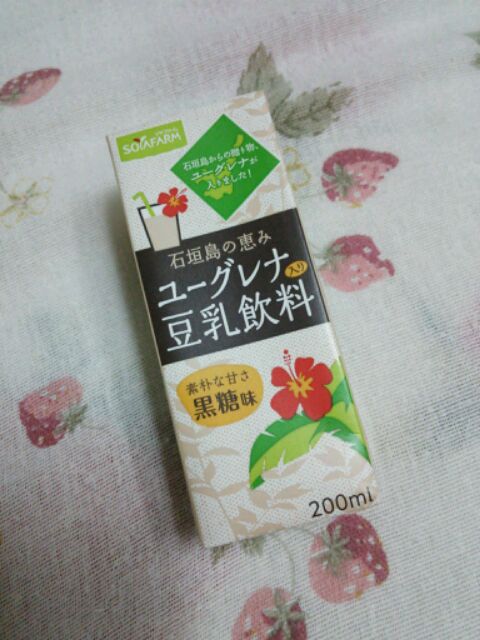 SOYAFARM
石垣島からの贈り物、
ユーグレナが
入りました!
石垣島の恵み
ユーグレナ入り
豆乳飲料
素朴な甘さ
黒糖味
200ml